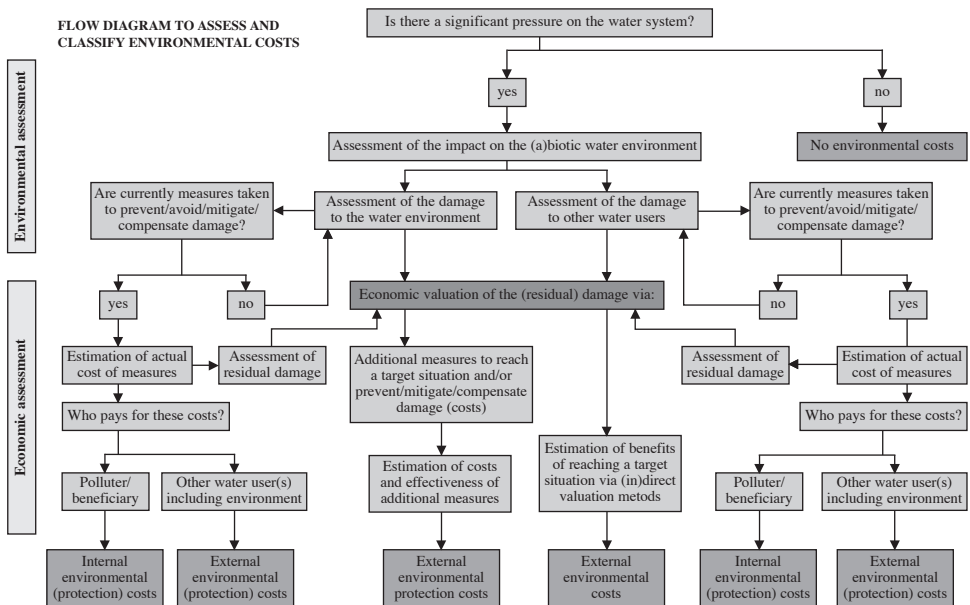 FLOW DIAGRAM TO ASSESS AND
CLASSIFY ENVIRONMENTAL COSTS
Is there a significant pressure on the water system?
Environmental assessment
yes
no
Assessment of the impact on the (a)biotic water environment
No environmental costs
Are currently measures taken
to prevent/avoid/mitigate/
compensate damage?
Assessment of the damage
to the water environment
Assessment of the damage
to other water users
Are currently measures taken
to prevent/avoid/mitigate/
compensate damage?
Economic assessment
yes
no
Economic valuation of the (residual) damage via:
no
yes
Estimation of actual
cost of measures
Assessment of
residual damage
Additional measures to reach
a target situation and/or
prevent/mitigate/compensate
damage (costs)
Assessment of
residual damage
Estimation of actual
cost of measures
Who pays for these costs?
Who pays for these costs?
Polluter/
beneficiary
Other water user(s)
including environment
Estimation of costs
and effectiveness of
additional measures
Estimation of benefits
of reaching a target
situation via (in)direct
valuation metods
Polluter/
beneficiary
Other water user(s)
including environment
Internal
environmental
(protection) costs
External
environmental
(protection) costs
External
environmental
protection costs
External
environmental
costs
Internal
environmental
(protection) costs
External
environmental
(protection) costs